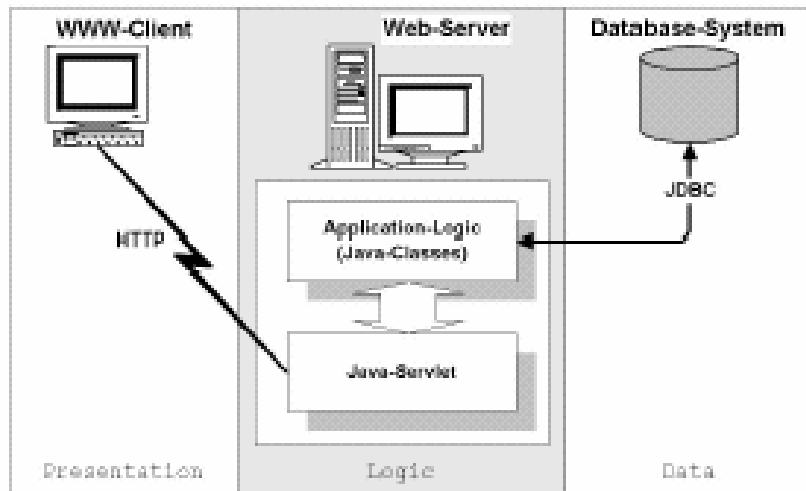 WWW-Client
Web-Server
Database-System
HTTP
JDBC
Application-Logic
(Java-Classes)
Java-Servlet
Presentation
Logic
Data